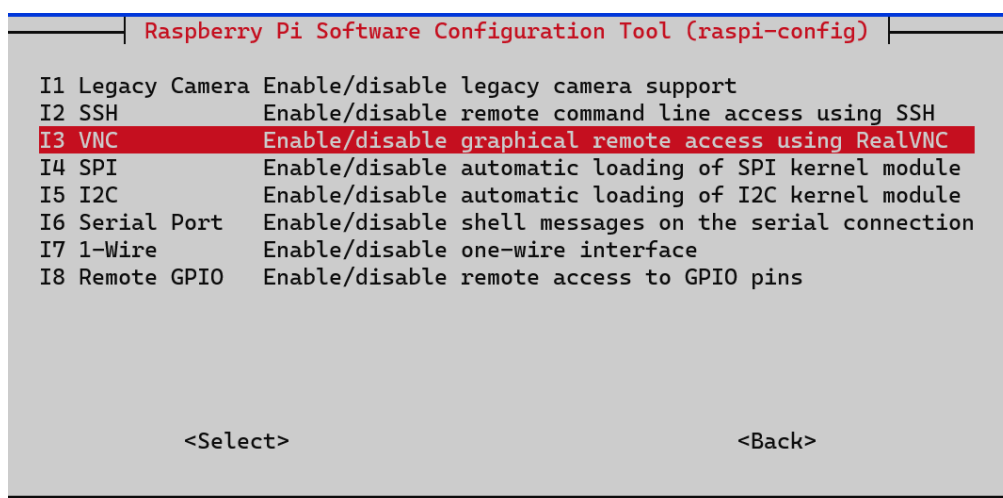 Raspberry Pi Software Configuration Tool (raspi-config)
I1 Legacy Camera Enable/disable legacy camera support
I2 SSH Enable/disable remote command line access using SSH
I3 VNC Enable/disable graphical remote access using RealVNC
I4 SPI Enable/disable automatic loading of SPI kernel module
I5 I2C Enable/disable automatic loading of I2C kernel module
I6 Serial Port Enable/disable shell messages on the serial connection
I7 1-Wire Enable/disable one-wire interface
I8 Remote GPIO Enable/disable remote access to GPIO pins
<Select> <Back>